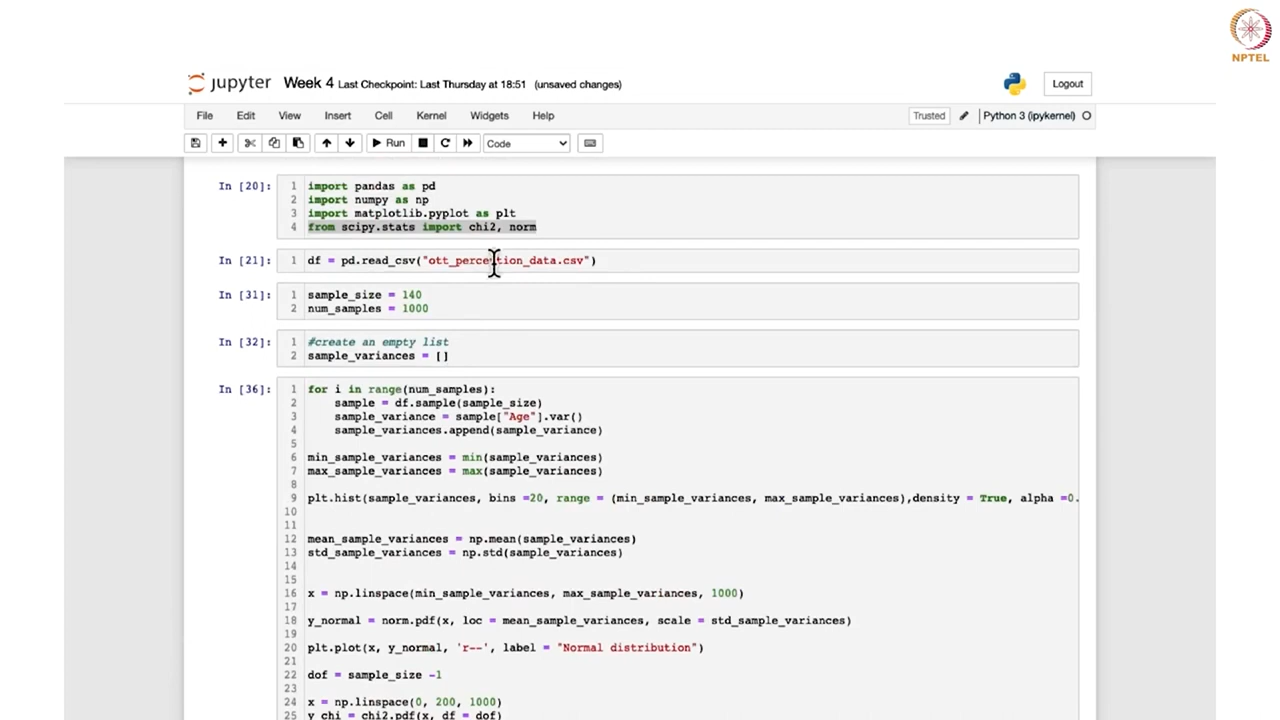 NPTEL
jupyter Week 4 Last Checkpoint: Last Thursday at 18:51 (unsaved changes) Logout
File Edit View Insert Cell Kernel Widgets Help Trusted Python 3 (ipykernel)
Run Code
In [20]: 1 import pandas as pd
2 import numpy as np
3 import matplotlib.pyplot as plt
4 from scipy.stats import chi2, norm
In [21]: 1 df = pd.read_csv("ott_perception_data.csv")
In [31]: 1 sample_size = 140
2 num_samples = 1000
In [32]: 1 #create an empty list
2 sample_variances = []
In [36]: 1 for i in range(num_samples):
2 sample = df.sample(sample_size)
3 sample_variance = sample["Age"].var()
4 sample_variances.append(sample_variance)
5
6 min_sample_variances = min(sample_variances)
7 max_sample_variances = max(sample_variances)
8
9 plt.hist(sample_variances, bins =20, range = (min_sample_variances, max_sample_variances),density = True, alpha =0.
10
11
12 mean_sample_variances = np.mean(sample_variances)
13 std_sample_variances = np.std(sample_variances)
14
15
16 x = np.linspace(min_sample_variances, max_sample_variances, 1000)
17
18 y_normal = norm.pdf(x, loc = mean_sample_variances, scale = std_sample_variances)
19
20 plt.plot(x, y_normal, 'r--', label = "Normal distribution")
21
22 dof = sample_size -1
23
24 x = np.linspace(0, 200, 1000)
25 y_chi = chi2.pdf(x, df = dof)